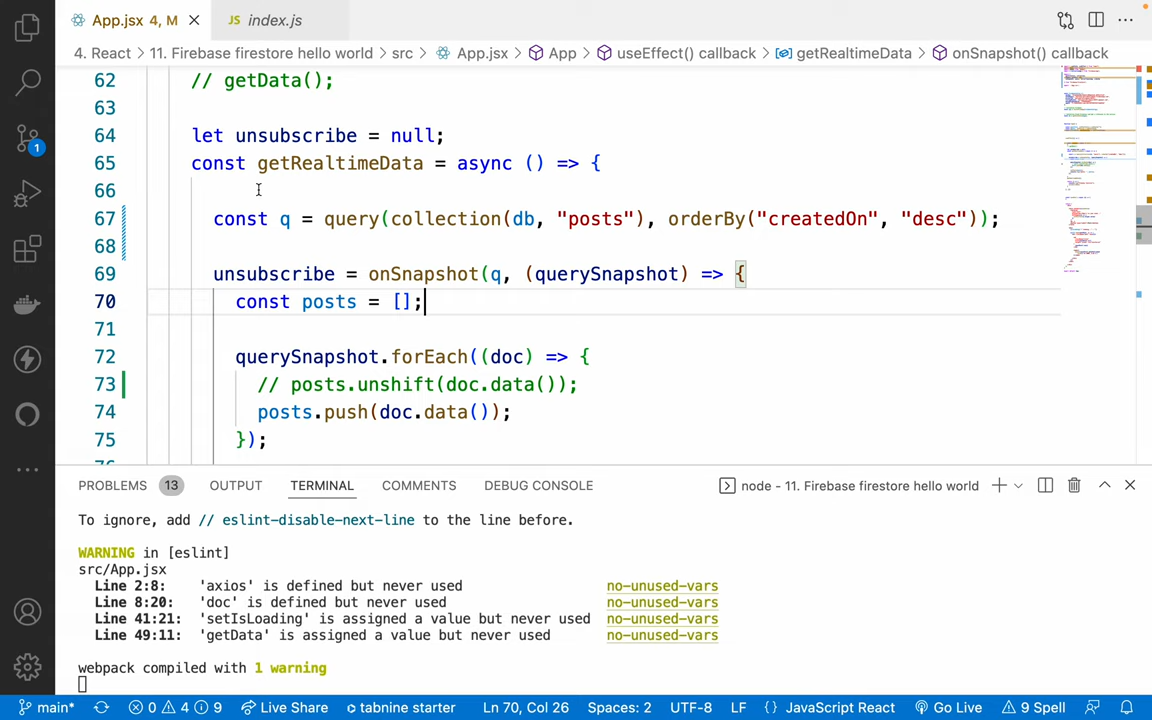 App.jsx 4, M
JS index.js
4. React > 11. Firebase firestore hello world > src > App.jsx > App > useEffect() callback > getRealtimeData > onSnapshot() callback
62 // getData();
63
64 let unsubscribe = null;
65 const getRealtimeData = async () => {
66
67 const q = query(collection(db, "posts"), orderBy("createdOn", "desc"));
68
69 unsubscribe = onSnapshot(q, (querySnapshot) => {
70 const posts = [];
71
72 querySnapshot.forEach((doc) => {
73 // posts.unshift(doc.data());
74 posts.push(doc.data());
75 });
1
PROBLEMS 13 OUTPUT TERMINAL COMMENTS DEBUG CONSOLE node - 11. Firebase firestore hello world
To ignore, add // eslint-disable-next-line to the line before.
WARNING in [eslint]
src/App.jsx
Line 2:8: 'axios' is defined but never used no-unused-vars
Line 8:20: 'doc' is defined but never used no-unused-vars
Line 41:21: 'setIsLoading' is assigned a value but never used no-unused-vars
Line 49:11: 'getData' is assigned a value but never used no-unused-vars
webpack compiled with 1 warning
main* 0 4 9 Live Share tabnine starter Ln 70, Col 26 Spaces: 2 UTF-8 LF {} JavaScript React Go Live 9 Spell